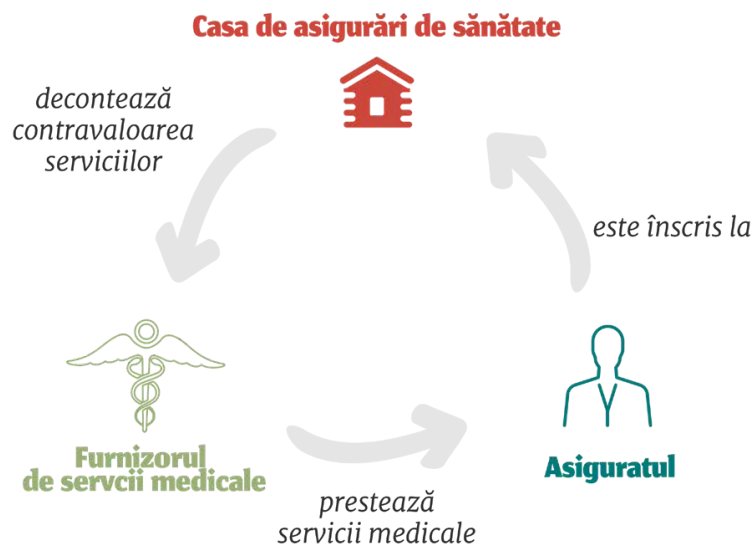 Casa de asigurări de sănătate
decontează
contravaloarea
serviciilor
este înscris la
Furnizorul
de servcii medicale
Asiguratul
prestează
servicii medicale